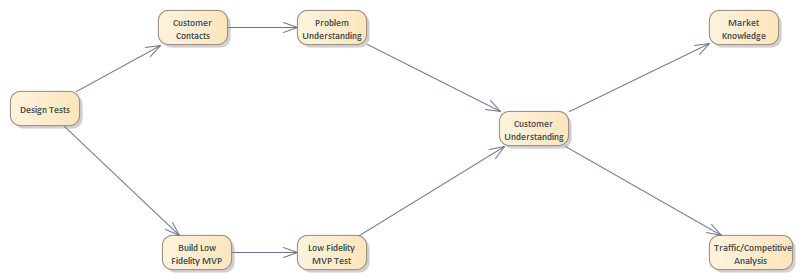 Customer
Contacts
Problem
Understanding
Market
Knowledge
Design Tests
Customer
Understanding
Build Low
Fidelity MVP
Low Fidelity
MVP Test
Traffic/Competitive
Analysis